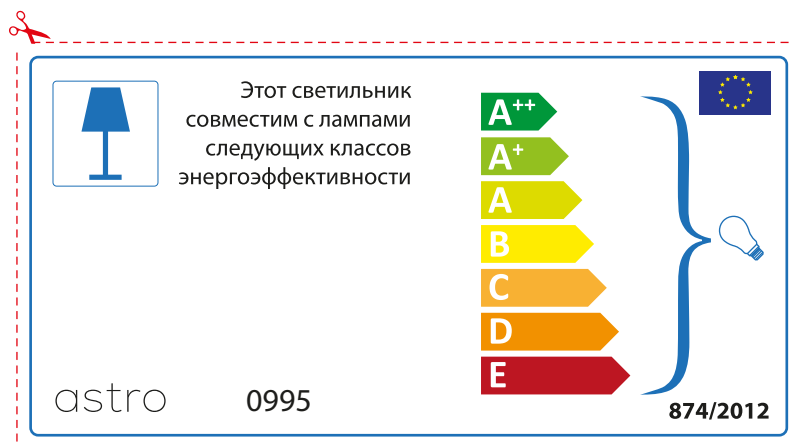 Этот светильник
совместим с лампами
следующих классов
энергоэффективности
A++
A+
A
B
C
D
E
astro 0995
874/2012